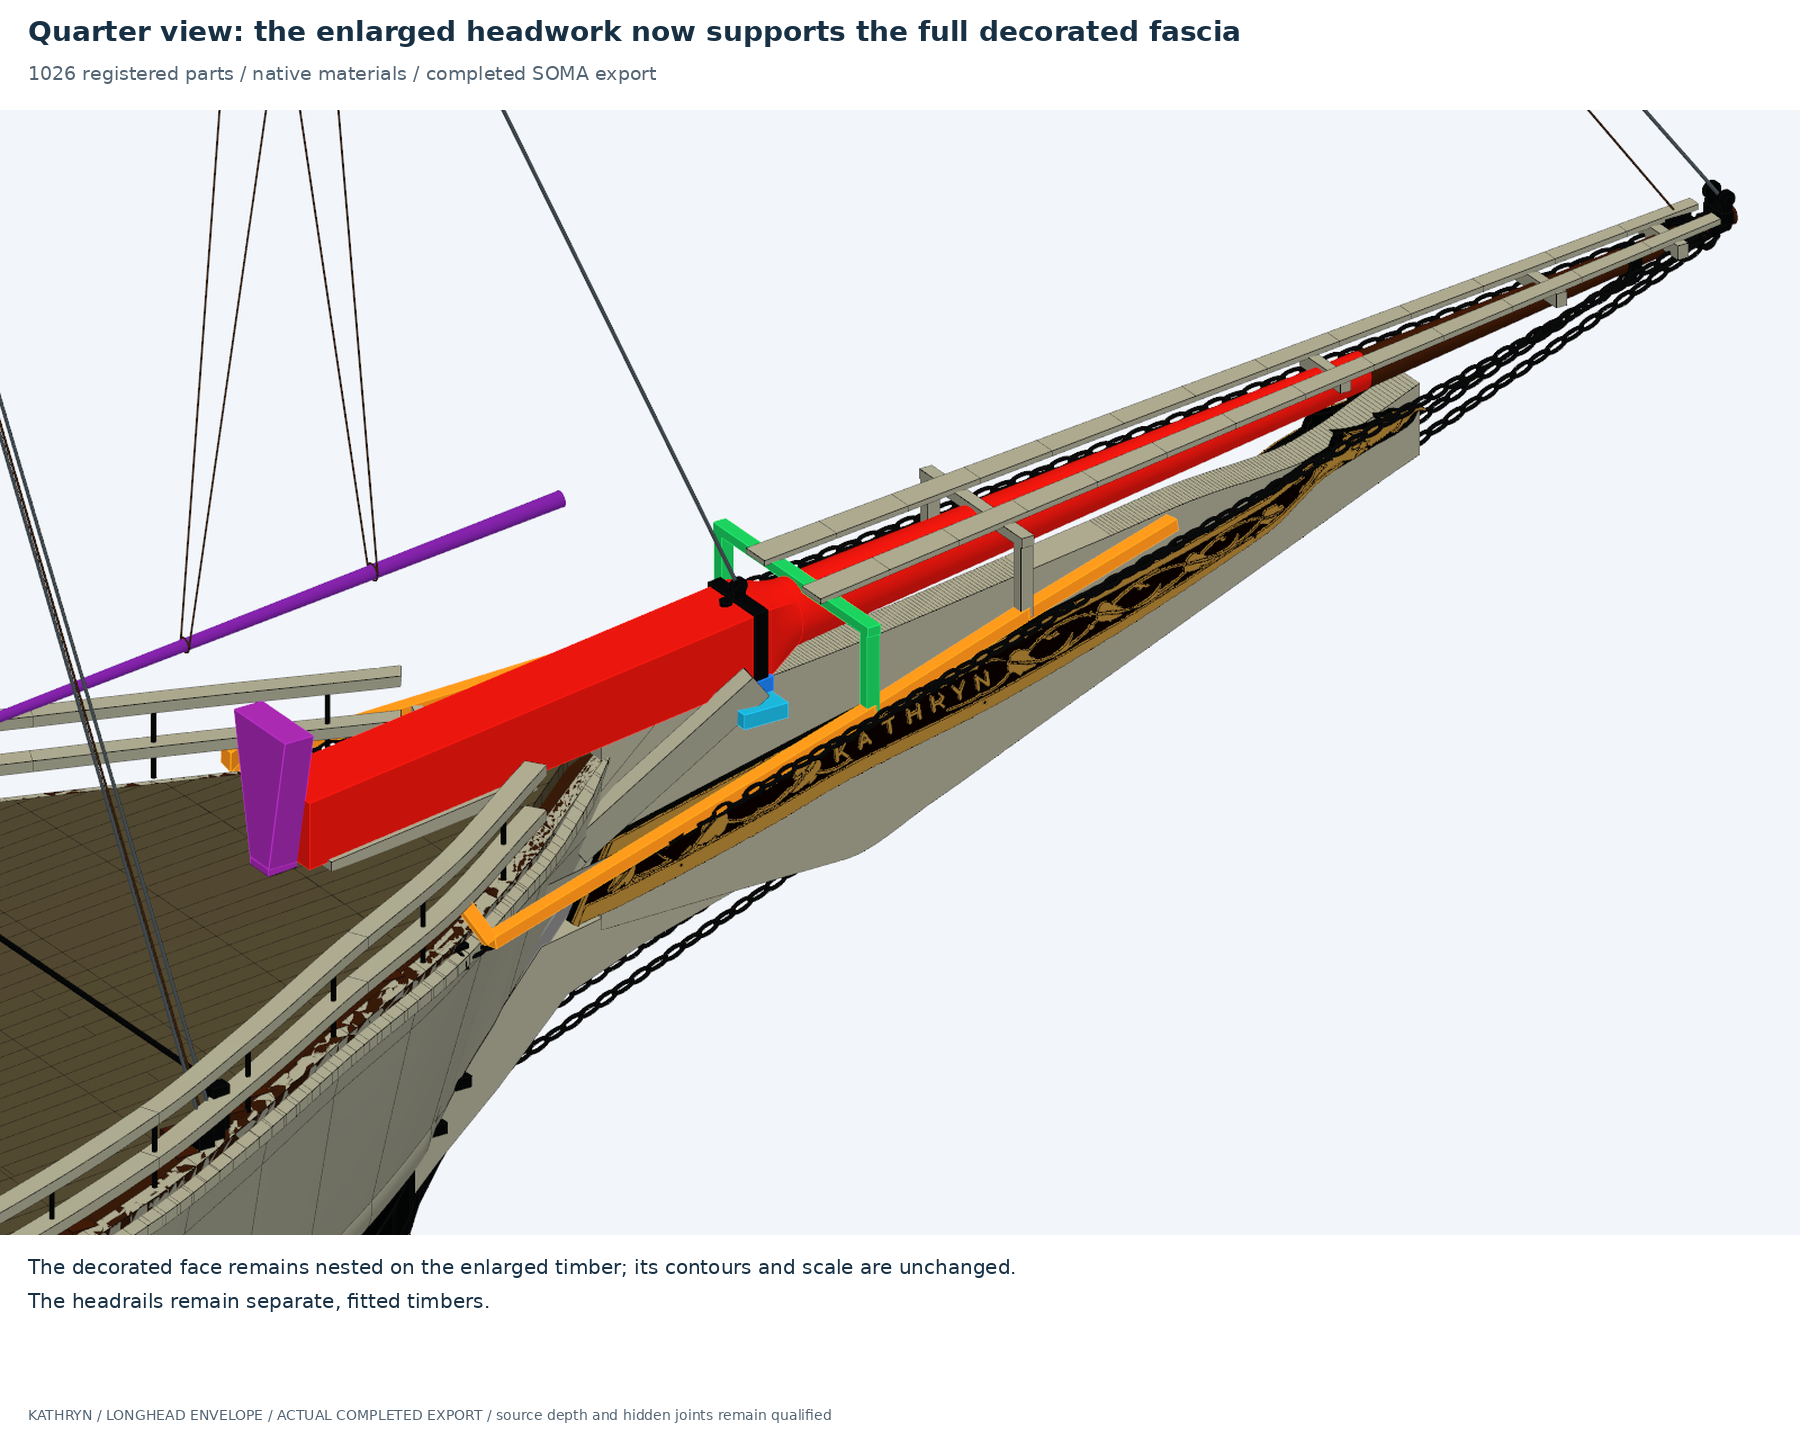 Quarter view: the enlarged headwork now supports the full decorated fascia
1026 registered parts / native materials / completed SOMA export
KATHRYN
The decorated face remains nested on the enlarged timber; its contours and scale are unchanged.
The headrails remain separate, fitted timbers.
KATHRYN / LONGHEAD ENVELOPE / ACTUAL COMPLETED EXPORT / source depth and hidden joints remain qualified